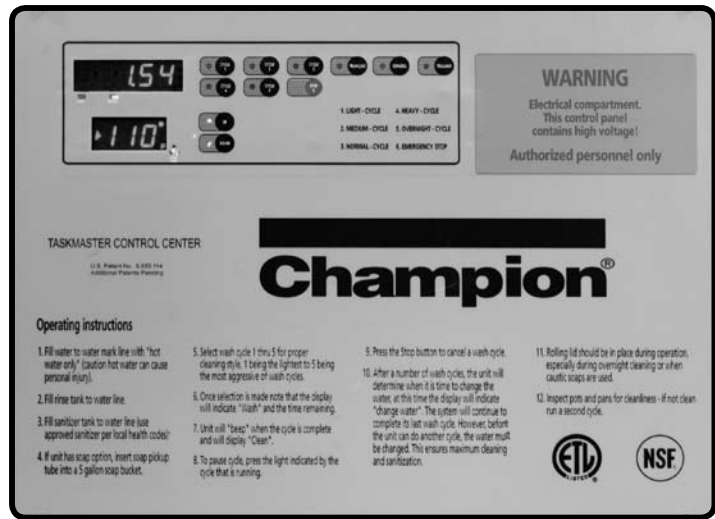 1.54
110°
CYCLE
CYCLE
CYCLE
ESPAÑOL
1. LIGHT - CYCLE 4. HEAVY - CYCLE
2. MEDIUM - CYCLE 5. OVERNIGHT - CYCLE
3. NORMAL - CYCLE 6. EMERGENCY STOP
WARNING
Electrical compartment.
This control panel
contains high voltage!
Authorized personnel only
TASKMASTER CONTROL CENTER
U.S. Patent No.
Additional Patents Pending
Champion®
Operating instructions
1. Fill water to water mark line with "hot
water only" (caution hot water can cause
personal injury).
2. Fill rinse tank to water line.
3. Fill sanitizer tank to water line (use
approved sanitizer per local health codes)
4. If unit has soap option, insert soap pickup
tube into a 5 gallon soap bucket.
5. Select wash cycle 1 thru 5 for proper
cleaning style, 1 being the lightest to 5 being
the most aggressive of wash cycles.
6. Once selection is made note that the display
will indicate "Wash" and the time remaining.
7. Unit will "beep" when the cycle is complete
and will display "Clean".
8. To pause cycle, press the light indicated by the
cycle that is running.
9. Press the Stop button to cancel a wash cycle.
10. After a number of wash cycles, the unit will
determine when it is time to change the
water, at this time the display will indicate
"change water". The system will continue to
complete its last wash cycle. However, before
the unit can do another cycle, the water must
be changed. This ensures maximum cleaning
and sanitization.
11. Rolling lid should be in place during operation,
especially during overnight cleaning or when
caustic soaps are used.
12. Inspect pots and pans for cleanliness - if not clean
run a second cycle.
ETL
LISTED
NSF